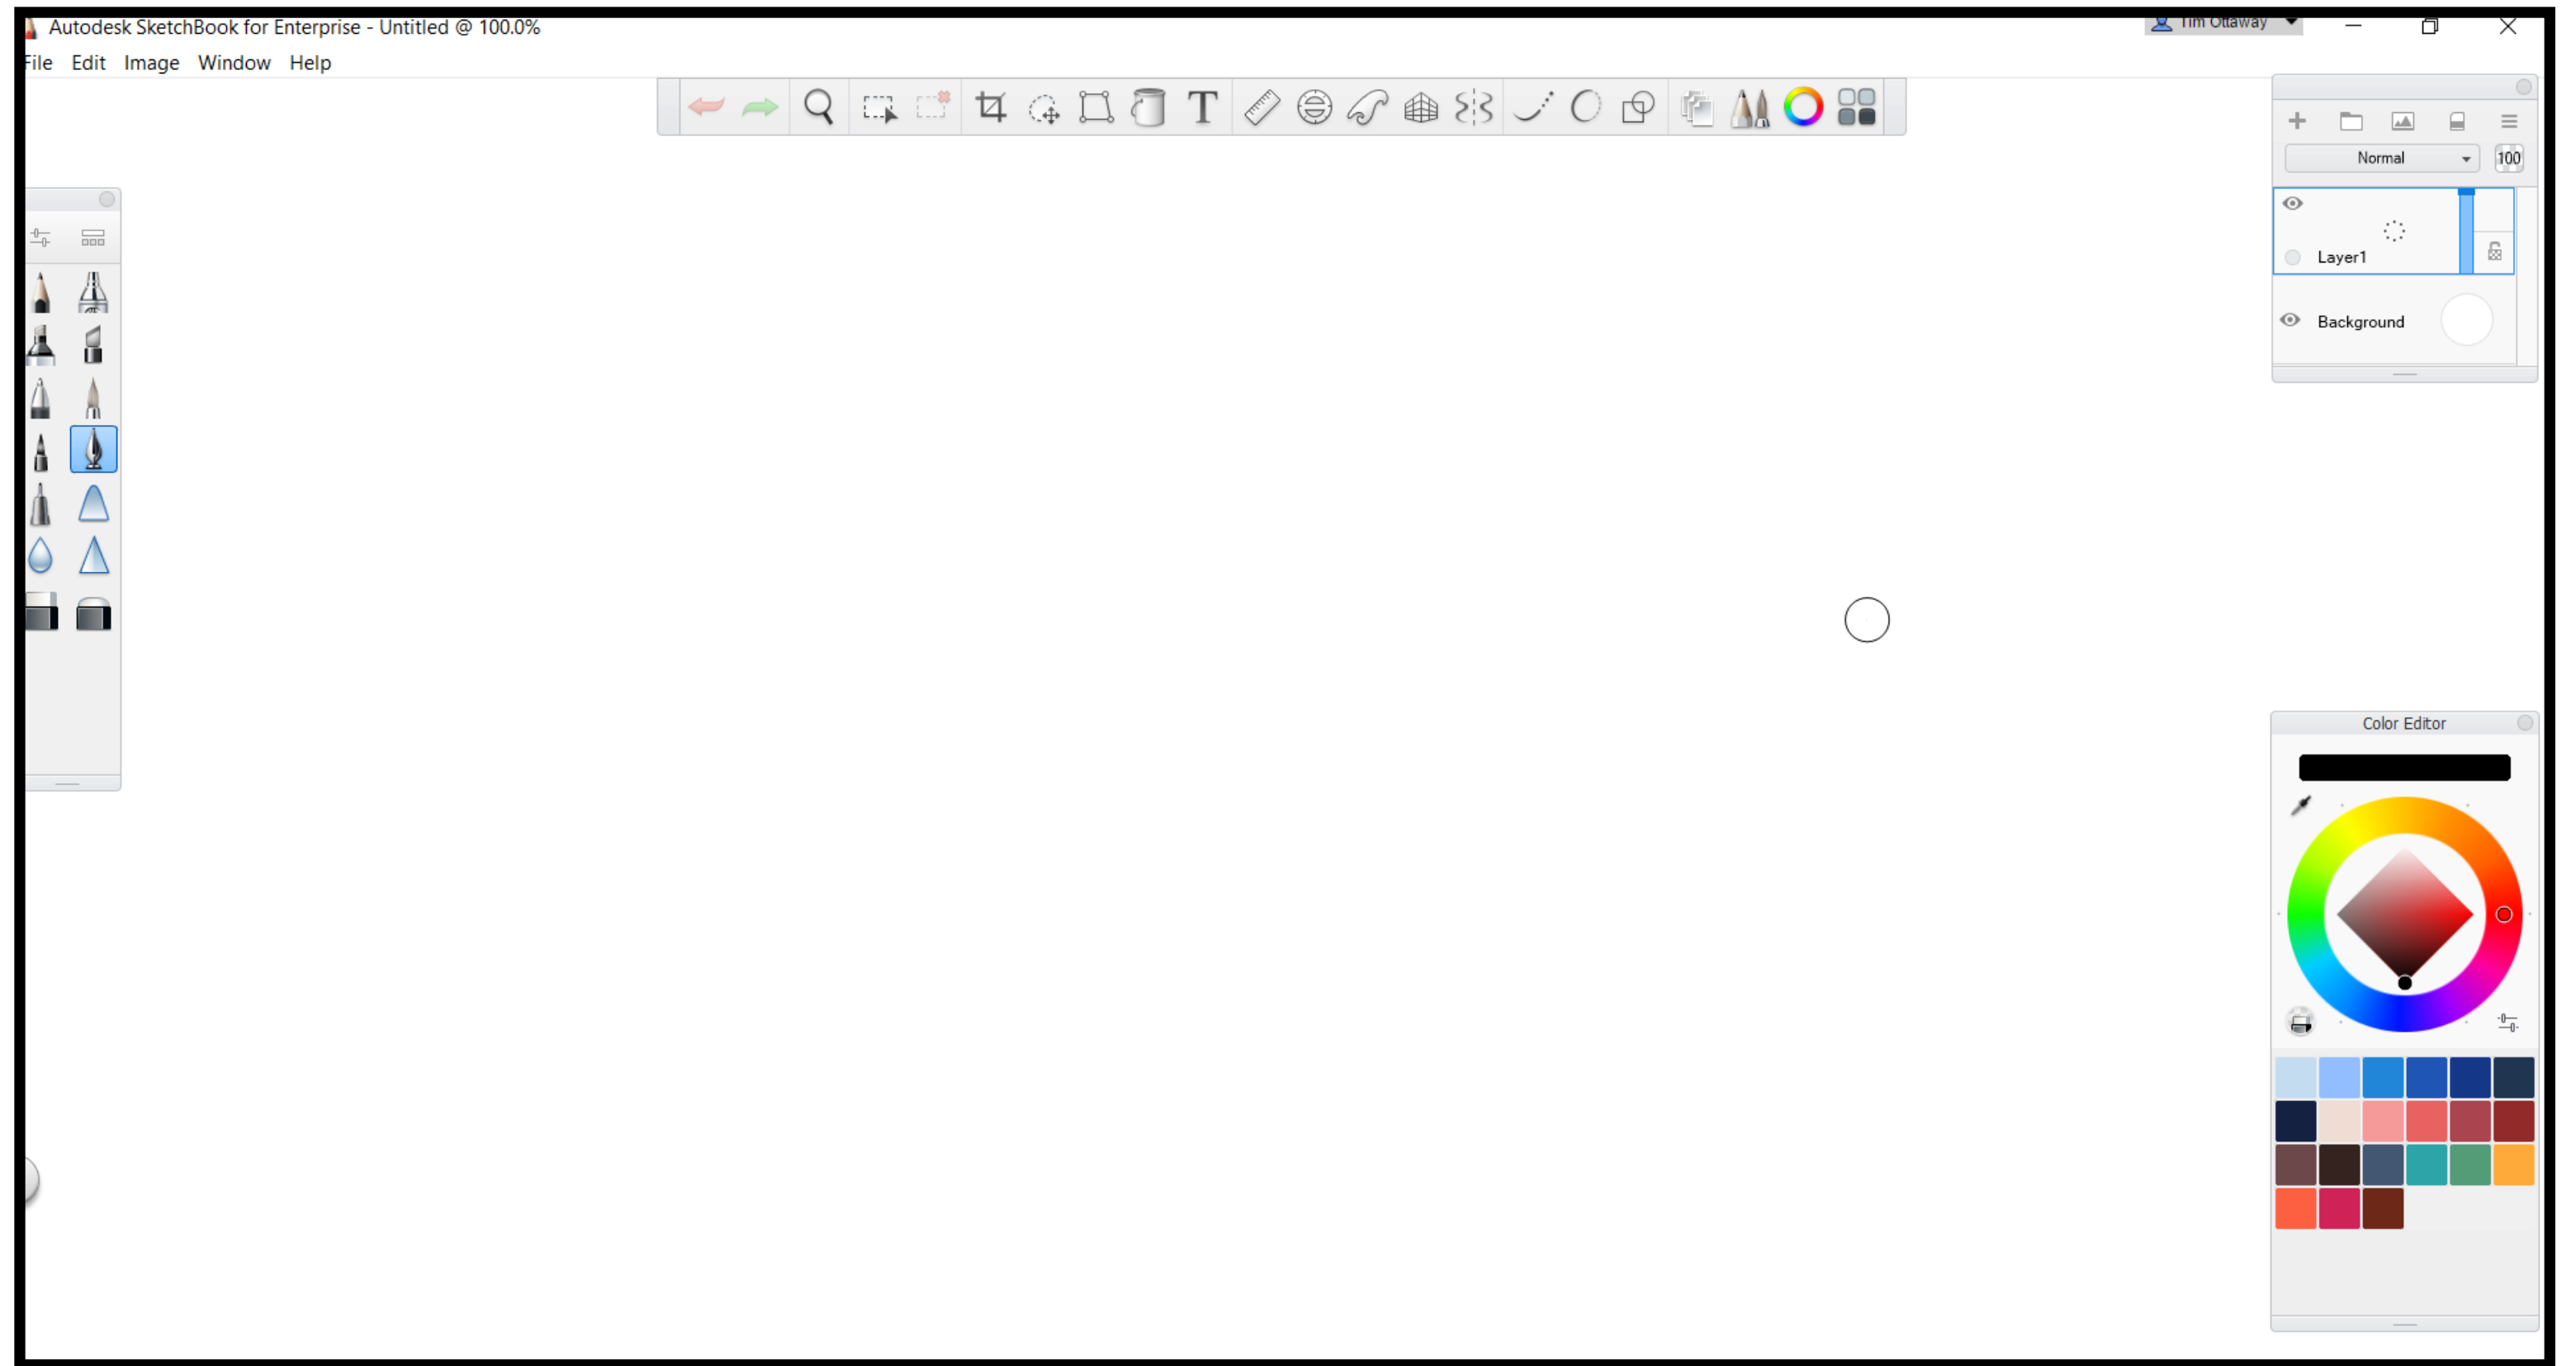 Autodesk SketchBook for Enterprise - Untitled @ 100.0%
Tim Ottaway
File Edit Image Window Help
T
Normal
100
Layer1
Background
Color Editor